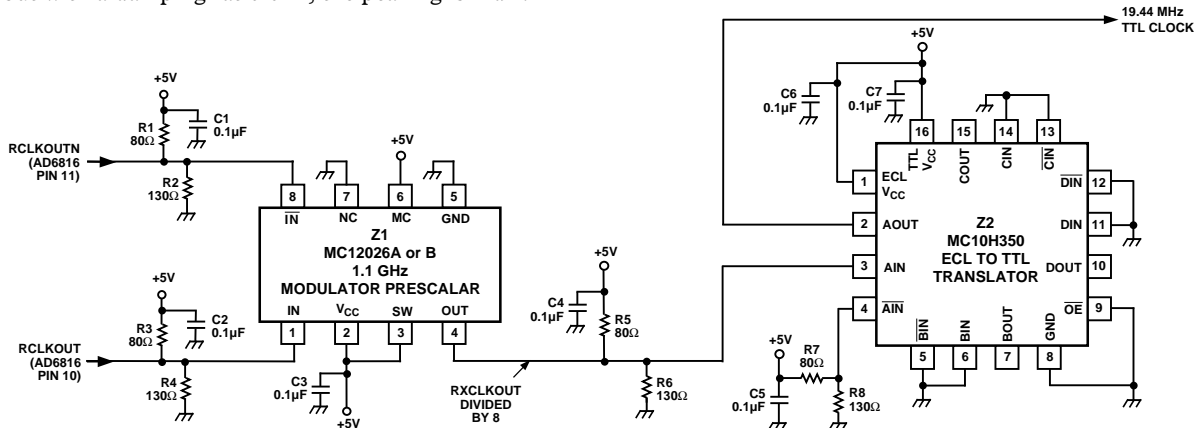 19.44 MHz
TTL CLOCK
+5V
C6
0.1µF
C7
0.1µF
+5V
C1
0.1µF
R1
80Ω
+5V
RCLKOUTN
(AD6816
PIN 11)
R2
130Ω
8 7 6 5
IN NC MC GND
Z1
MC12026A or B
1.1 GHz
MODULATOR PRESCALAR
IN VCC SW OUT
1 2 3 4
+5V
C2
0.1µF
R3
80Ω
RCLKOUT
(AD6816
PIN 10)
R4
130Ω
C3
0.1µF
+5V
RXCLKOUT
DIVIDED
BY 8
+5V
C4
0.1µF
R5
80Ω
R6
130Ω
16 15 14 13
TTL
VCC
COUT
CIN
CIN
1 ECL
VCC
DIN 12
2 AOUT
DIN 11
Z2
MC10H350
ECL TO TTL
TRANSLATOR
3 AIN
DOUT 10
4 AIN
OE 9
BIN BIN BOUT GND
5 6 7 8
+5V
R7
80Ω
C5
0.1µF
R8
130Ω